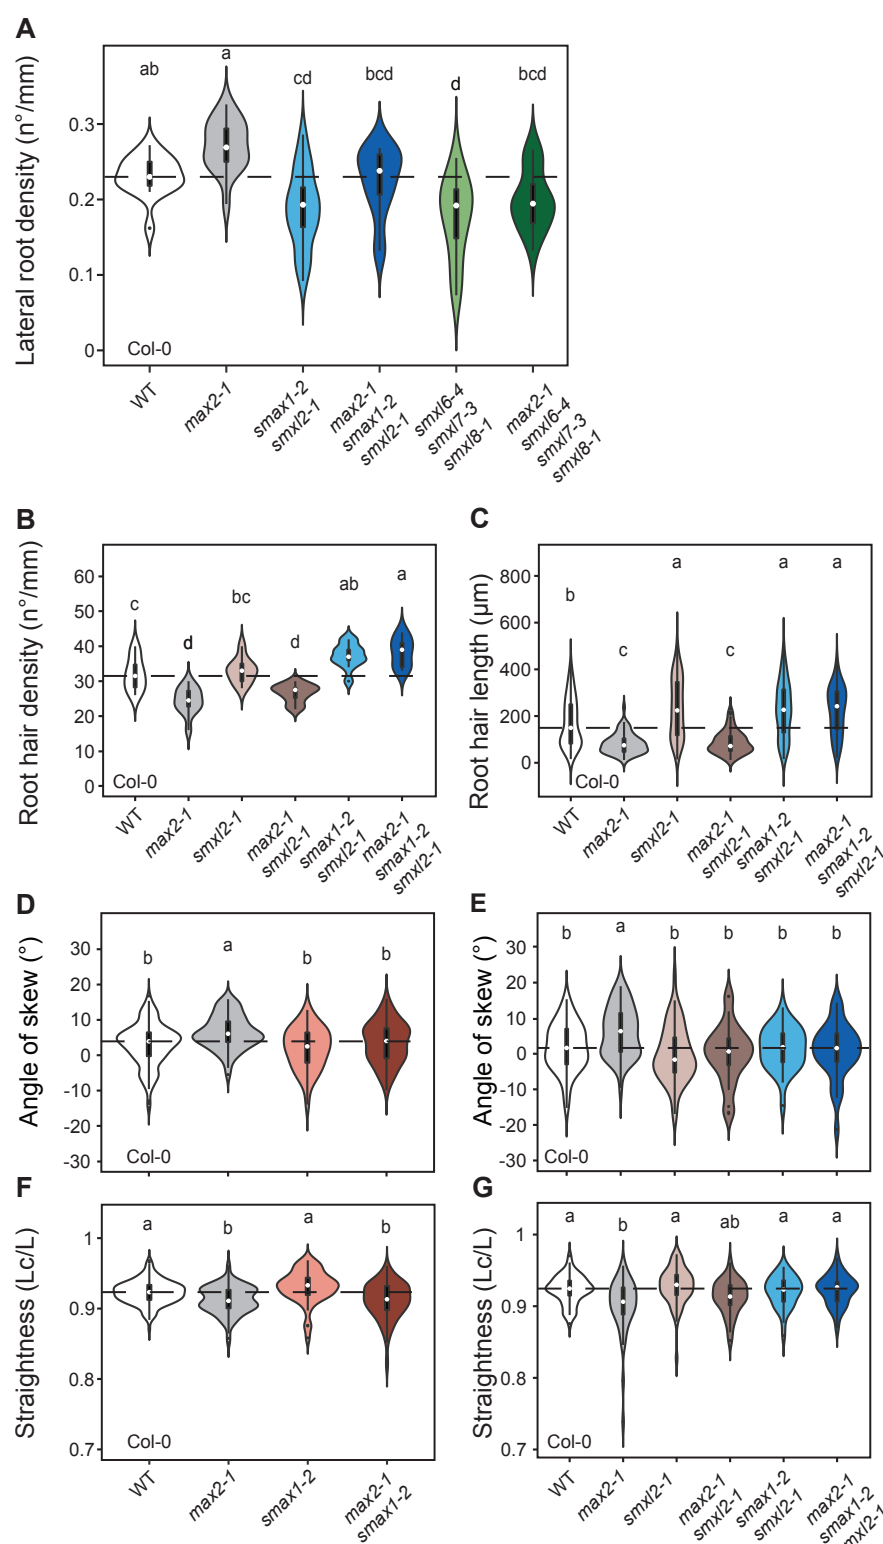 A
Lateral root density (n°/mm)
0.3
0.2
0.1
0
ab
a
cd
bcd
d
bcd
Col-0
WT
max2-1
smax1-2
smxl2-1
max2-1
smax1-2
smxl2-1
smxl6-4
smxl7-3
smxl8-1
max2-1
smxl6-4
smxl7-3
smxl8-1
B
Root hair density (n°/mm)
60
50
40
30
20
10
0
c
d
bc
d
ab
a
Col-0
WT
max2-1
smxl2-1
max2-1
smxl2-1
smax1-2
smxl2-1
max2-1
smax1-2
smxl2-1
C
Root hair length (µm)
800
600
400
200
0
b
c
a
c
a
a
Col-0
WT
max2-1
smxl2-1
max2-1
smxl2-1
smax1-2
smxl2-1
max2-1
smax1-2
smxl2-1
D
Angle of skew (°)
30
20
10
0
-10
-20
-30
b
a
b
b
Col-0
E
Angle of skew (°)
30
20
10
0
-10
-20
-30
b
a
b
b
b
b
Col-0
F
Straightness (Lc/L)
1
0.9
0.8
0.7
a
b
a
b
Col-0
WT
max2-1
smax1-2
max2-1
smax1-2
G
Straightness (Lc/L)
1
0.9
0.8
0.7
a
b
a
ab
a
a
Col-0
WT
max2-1
smxl2-1
max2-1
smxl2-1
smax1-2
smxl2-1
max2-1
smax1-2
mxl2-1